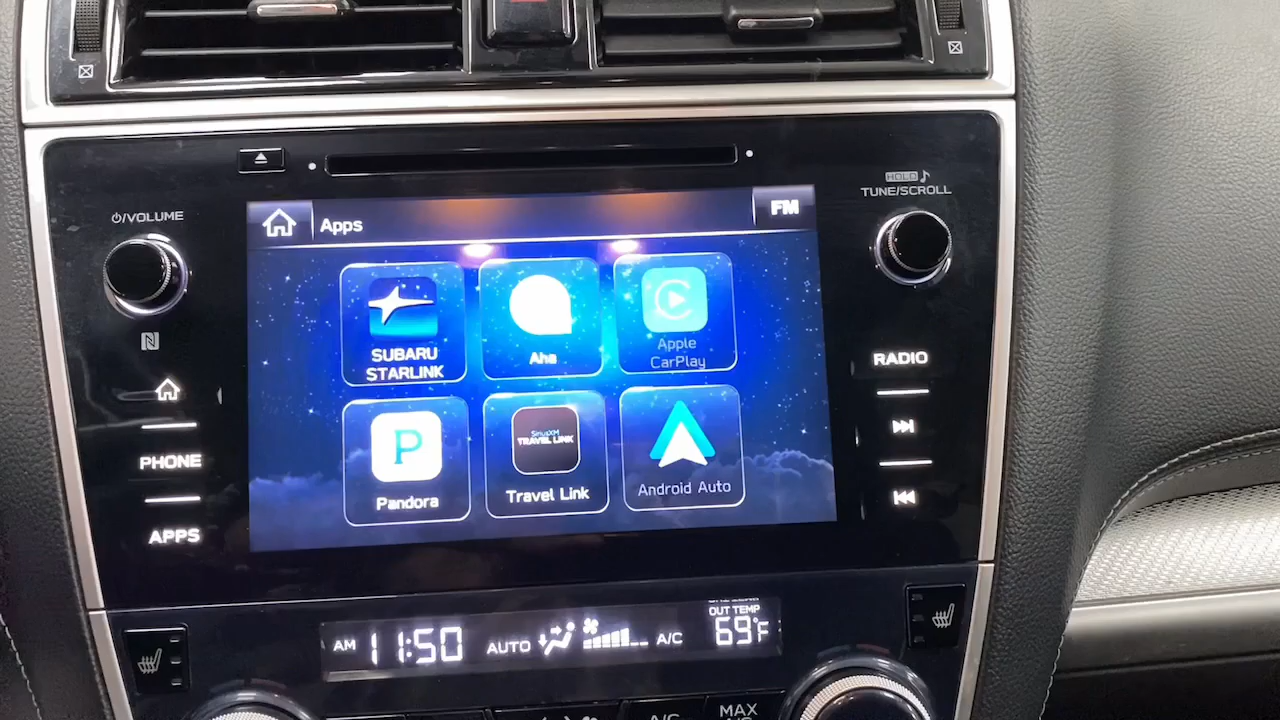 HOLD
TUNE/SCROLL
/VOLUME
Apps
FM
SUBARU
STARLINK
Aha
Apple
CarPlay
RADIO
P
Pandora
SiriusXM
TRAVEL LINK
Travel Link
Android Auto
PHONE
APPS
OUT TEMP
AM 11:50 AUTO A/C 69°F
A/C
MAX
A/C